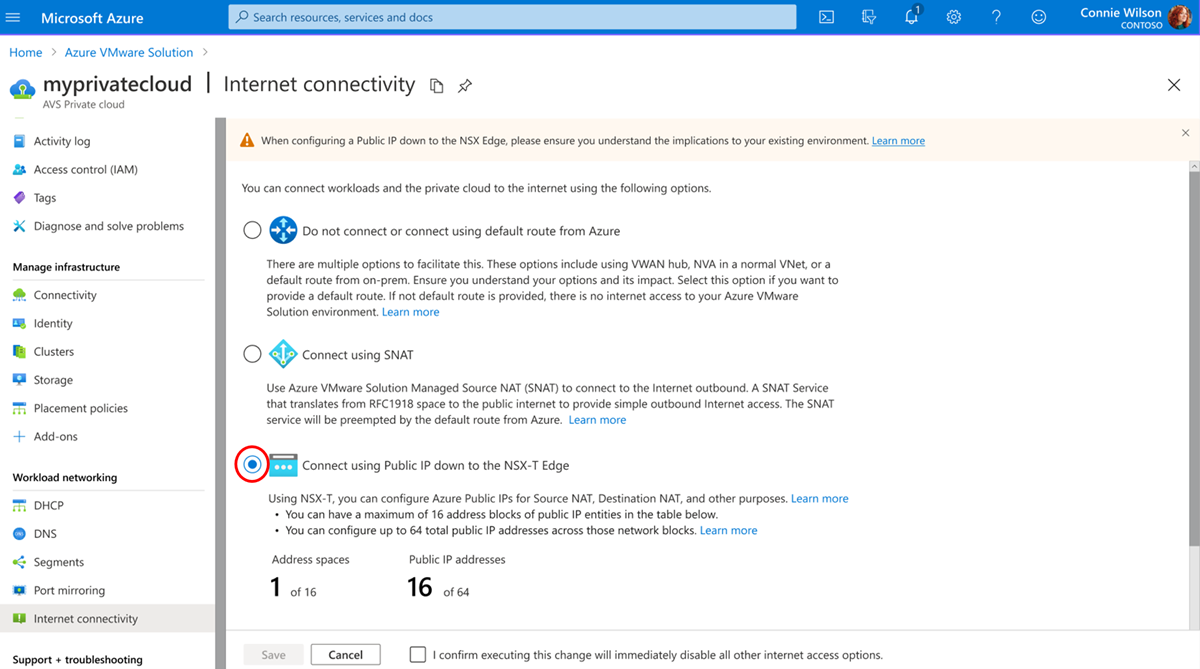 Microsoft Azure
Search resources, services and docs
1
Connie Wilson
CONTOSO
Home > Azure VMware Solution >
myprivatecloud | Internet connectivity
AVS Private cloud
Activity log
Access control (IAM)
Tags
Diagnose and solve problems
Manage infrastructure
Connectivity
Identity
Clusters
Storage
Placement policies
Add-ons
Workload networking
DHCP
DNS
Segments
Port mirroring
Internet connectivity
Support + troubleshooting
When configuring a Public IP down to the NSX Edge, please ensure you understand the implications to your existing environment. Learn more
You can connect workloads and the private cloud to the internet using the following options.
Do not connect or connect using default route from Azure
There are multiple options to facilitate this. These options include using VWAN hub, NVA in a normal VNet, or a
default route from on-prem. Ensure you understand your options and its impact. Select this option if you want to
provide a default route. If not default route is provided, there is no internet access to your Azure VMware
Solution environment. Learn more
Connect using SNAT
Use Azure VMware Solution Managed Source NAT (SNAT) to connect to the Internet outbound. A SNAT Service
that translates from RFC1918 space to the public internet to provide simple outbound Internet access. The SNAT
service will be preempted by the default route from Azure. Learn more
Connect using Public IP down to the NSX-T Edge
Using NSX-T, you can configure Azure Public IPs for Source NAT, Destination NAT, and other purposes. Learn more
• You can have a maximum of 16 address blocks of public IP entities in the table below.
• You can configure up to 64 total public IP addresses across those network blocks. Learn more
Address spaces Public IP addresses
1 of 16 16 of 64
Save Cancel I confirm executing this change will immediately disable all other internet access options.